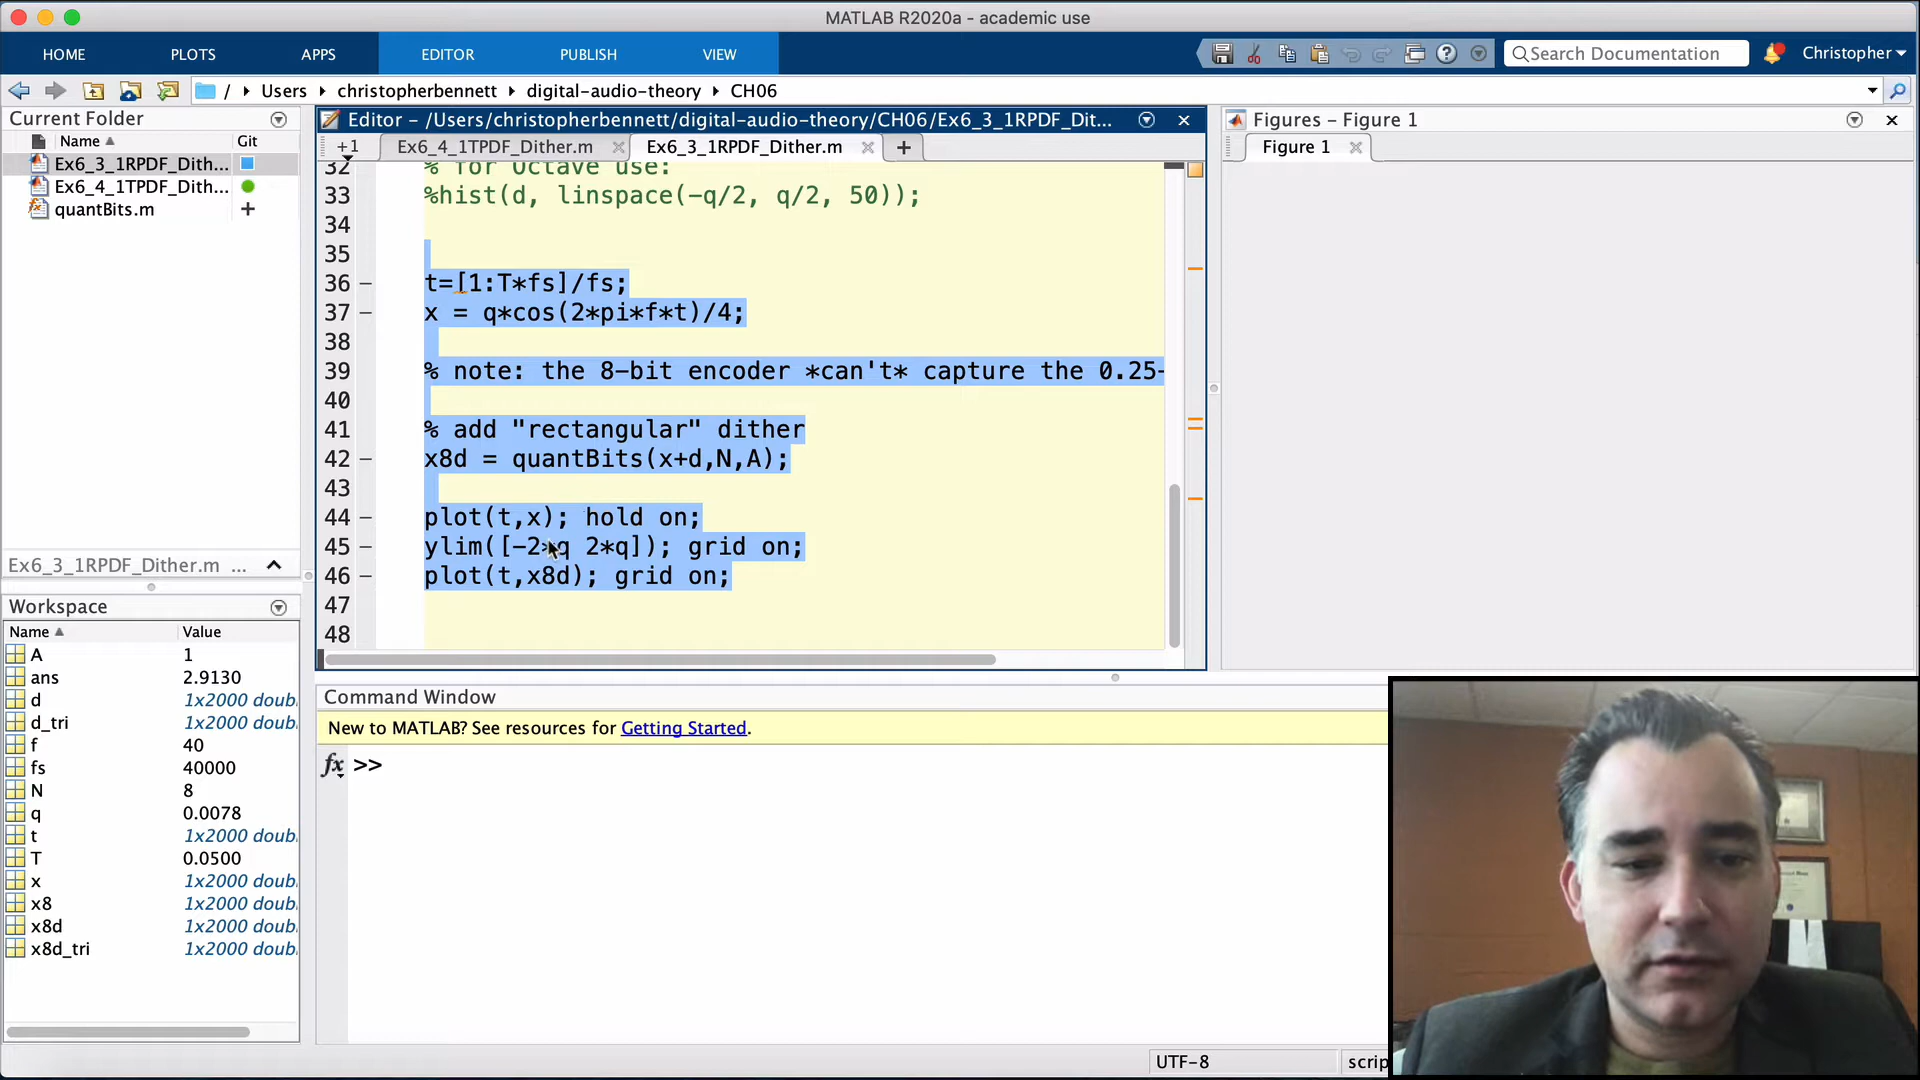 MATLAB R2020a - academic use
HOME
PLOTS
APPS
EDITOR
PUBLISH
VIEW
Search Documentation
Christopher
/ Users christopherbennett digital-audio-theory CH06
Current Folder
Name
Git
Ex6_3_1RPDF_Dith...
Ex6_4_1TPDF_Dith...
quantBits.m
Ex6_3_1RPDF_Dither.m ...
Workspace
Name Value
A 1
ans 2.9130
d 1x2000 doub
d_tri 1x2000 doub
f 40
fs 40000
N 8
q 0.0078
t 1x2000 doub
T 0.0500
x 1x2000 doub
x8 1x2000 doub
x8d 1x2000 doub
x8d_tri 1x2000 doub
Editor - /Users/christopherbennett/digital-audio-theory/CH06/Ex6_3_1RPDF_Dit...
+1
Ex6_4_1TPDF_Dither.m
Ex6_3_1RPDF_Dither.m
32 % for Octave use:
33 %hist(d, linspace(-q/2, q/2, 50));
34
35
36 t=[1:T*fs]/fs;
37 x = q*cos(2*pi*f*t)/4;
38
39 % note: the 8-bit encoder *can't* capture the 0.25-
40
41 % add "rectangular" dither
42 x8d = quantBits(x+d,N,A);
43
44 plot(t,x); hold on;
45 ylim([-2*q 2*q]); grid on;
46 plot(t,x8d); grid on;
47
48
Figures - Figure 1
Figure 1
Command Window
New to MATLAB? See resources for Getting Started.
fx >>
UTF-8
scrip